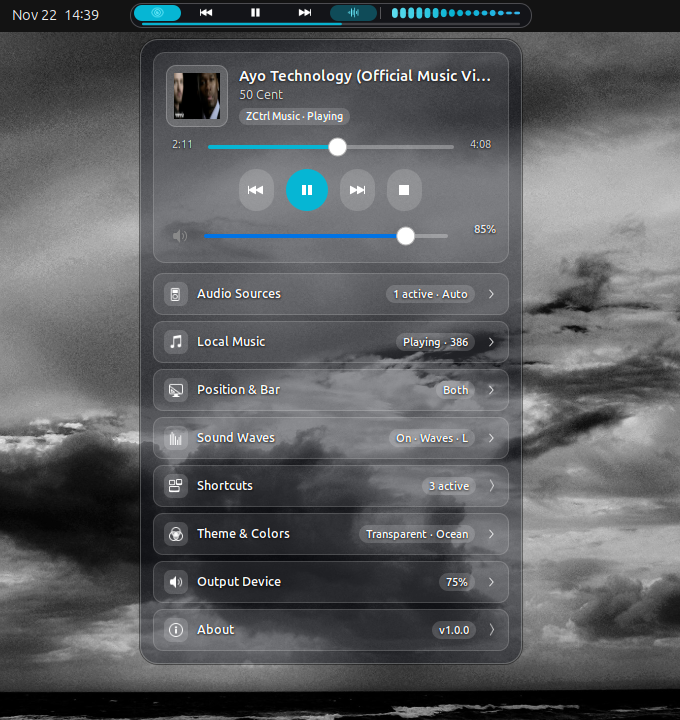 Nov 22 14:39
Ayo Technology (Official Music Vi...
50 Cent
ZCtrl Music · Playing
2:11
4:08
85%
Audio Sources
1 active · Auto
Local Music
Playing · 386
Position & Bar
Both
Sound Waves
On · Waves · L
Shortcuts
3 active
Theme & Colors
Transparent · Ocean
Output Device
75%
About
v1.0.0